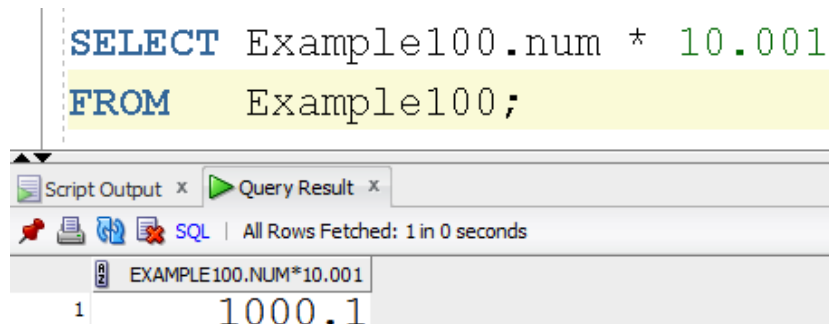 SELECT Example100.num * 10.001
FROM Example100;
Script Output x Query Result x
SQL | All Rows Fetched: 1 in 0 seconds
EXAMPLE100.NUM*10.001
1 1000.1